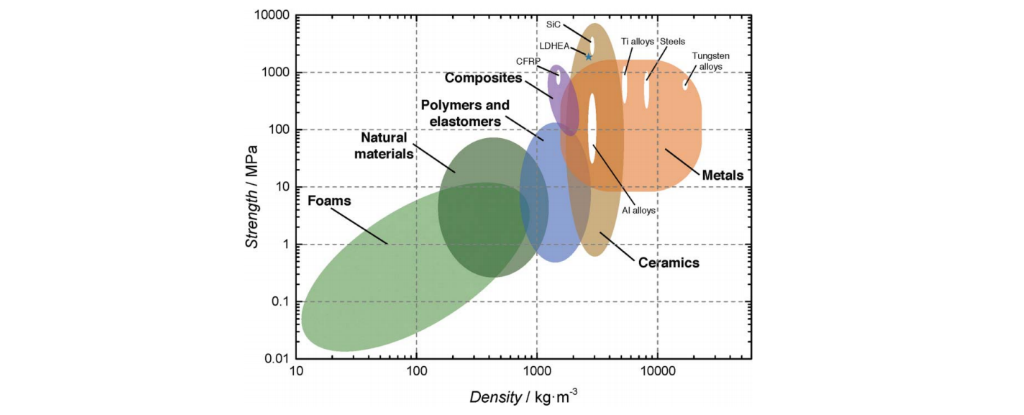 10000
1000
100
10
1
0.1
0.01
Strength / MPa
SiC
LDHEA
CFRP
Ti alloys
Steels
Tungsten
alloys
Composites
Polymers and
elastomers
Natural
materials
Foams
Metals
Al alloys
Ceramics
10
100
1000
10000
Density / kg·m⁻³